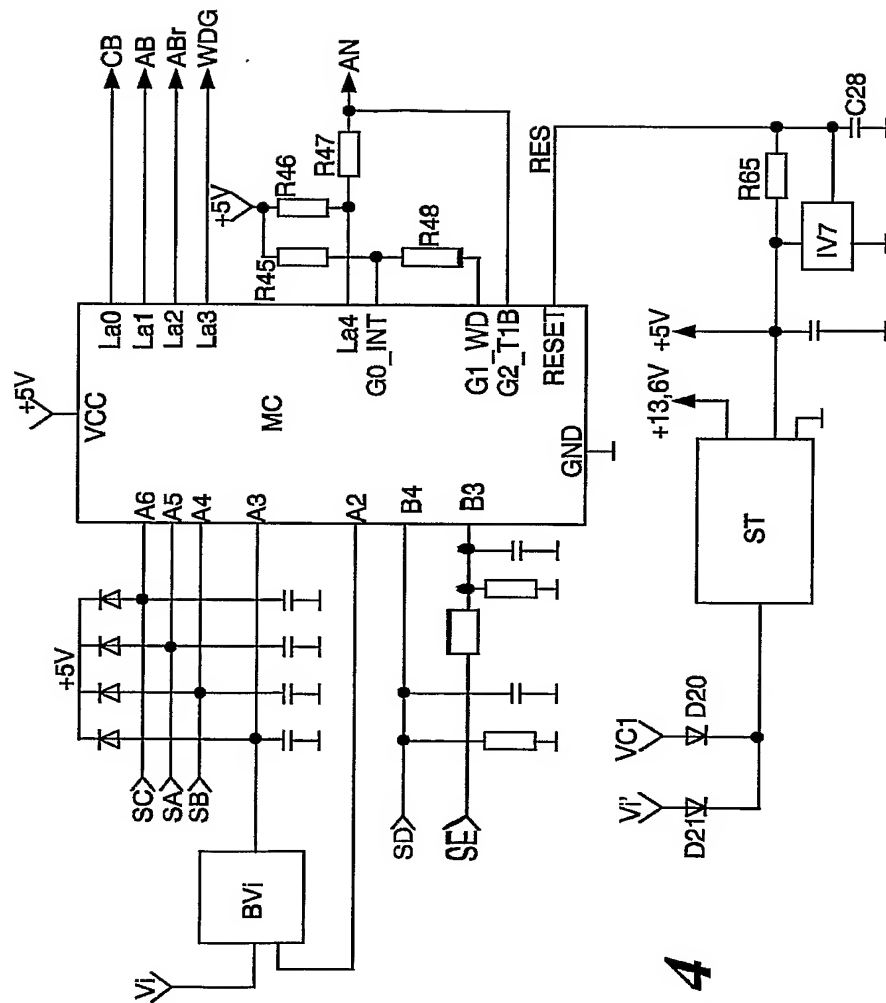 +5V
VCC
MC
GND
A6
A5
A4
A3
A2
B4
B3
La0
La1
La2
La3
La4
G0_INT
G1_WD
G2_T1B
RESET
CB
AB
ABr
WDG
AN
+5V
R45
R46
R47
R48
RES
+5V
SC
SA
SB
Vi
BVi
SD
SE
Vi'
VC1
D21
D20
ST
+13,6V
+5V
R65
IV7
C28
4